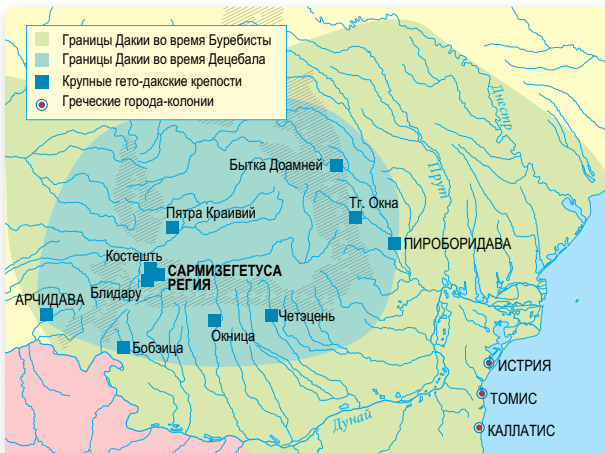 Границы Дакии во время Буребисты
Границы Дакии во время Децебала
Крупные гето-дакские крепости
Греческие города-колонии
Днестр
Прут
Бытка Доамней
Тг. Окна
Пятра Краивий
ПИРОБОРИДАВА
Костешть
САРМИЗЕГЕТУСА
РЕГИЯ
Блидару
АРЧИДАВА
Четэцень
Окница
Бобэица
ИСТРИЯ
ТОМИС
Дунай
КАЛЛАТИС